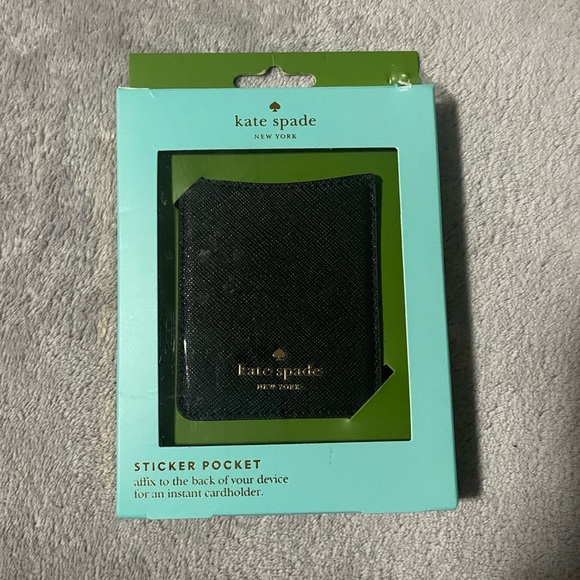 kate spade
NEW YORK
kate spade
NEW YORK
STICKER POCKET
affix to the back of your device
for an instant cardholder.